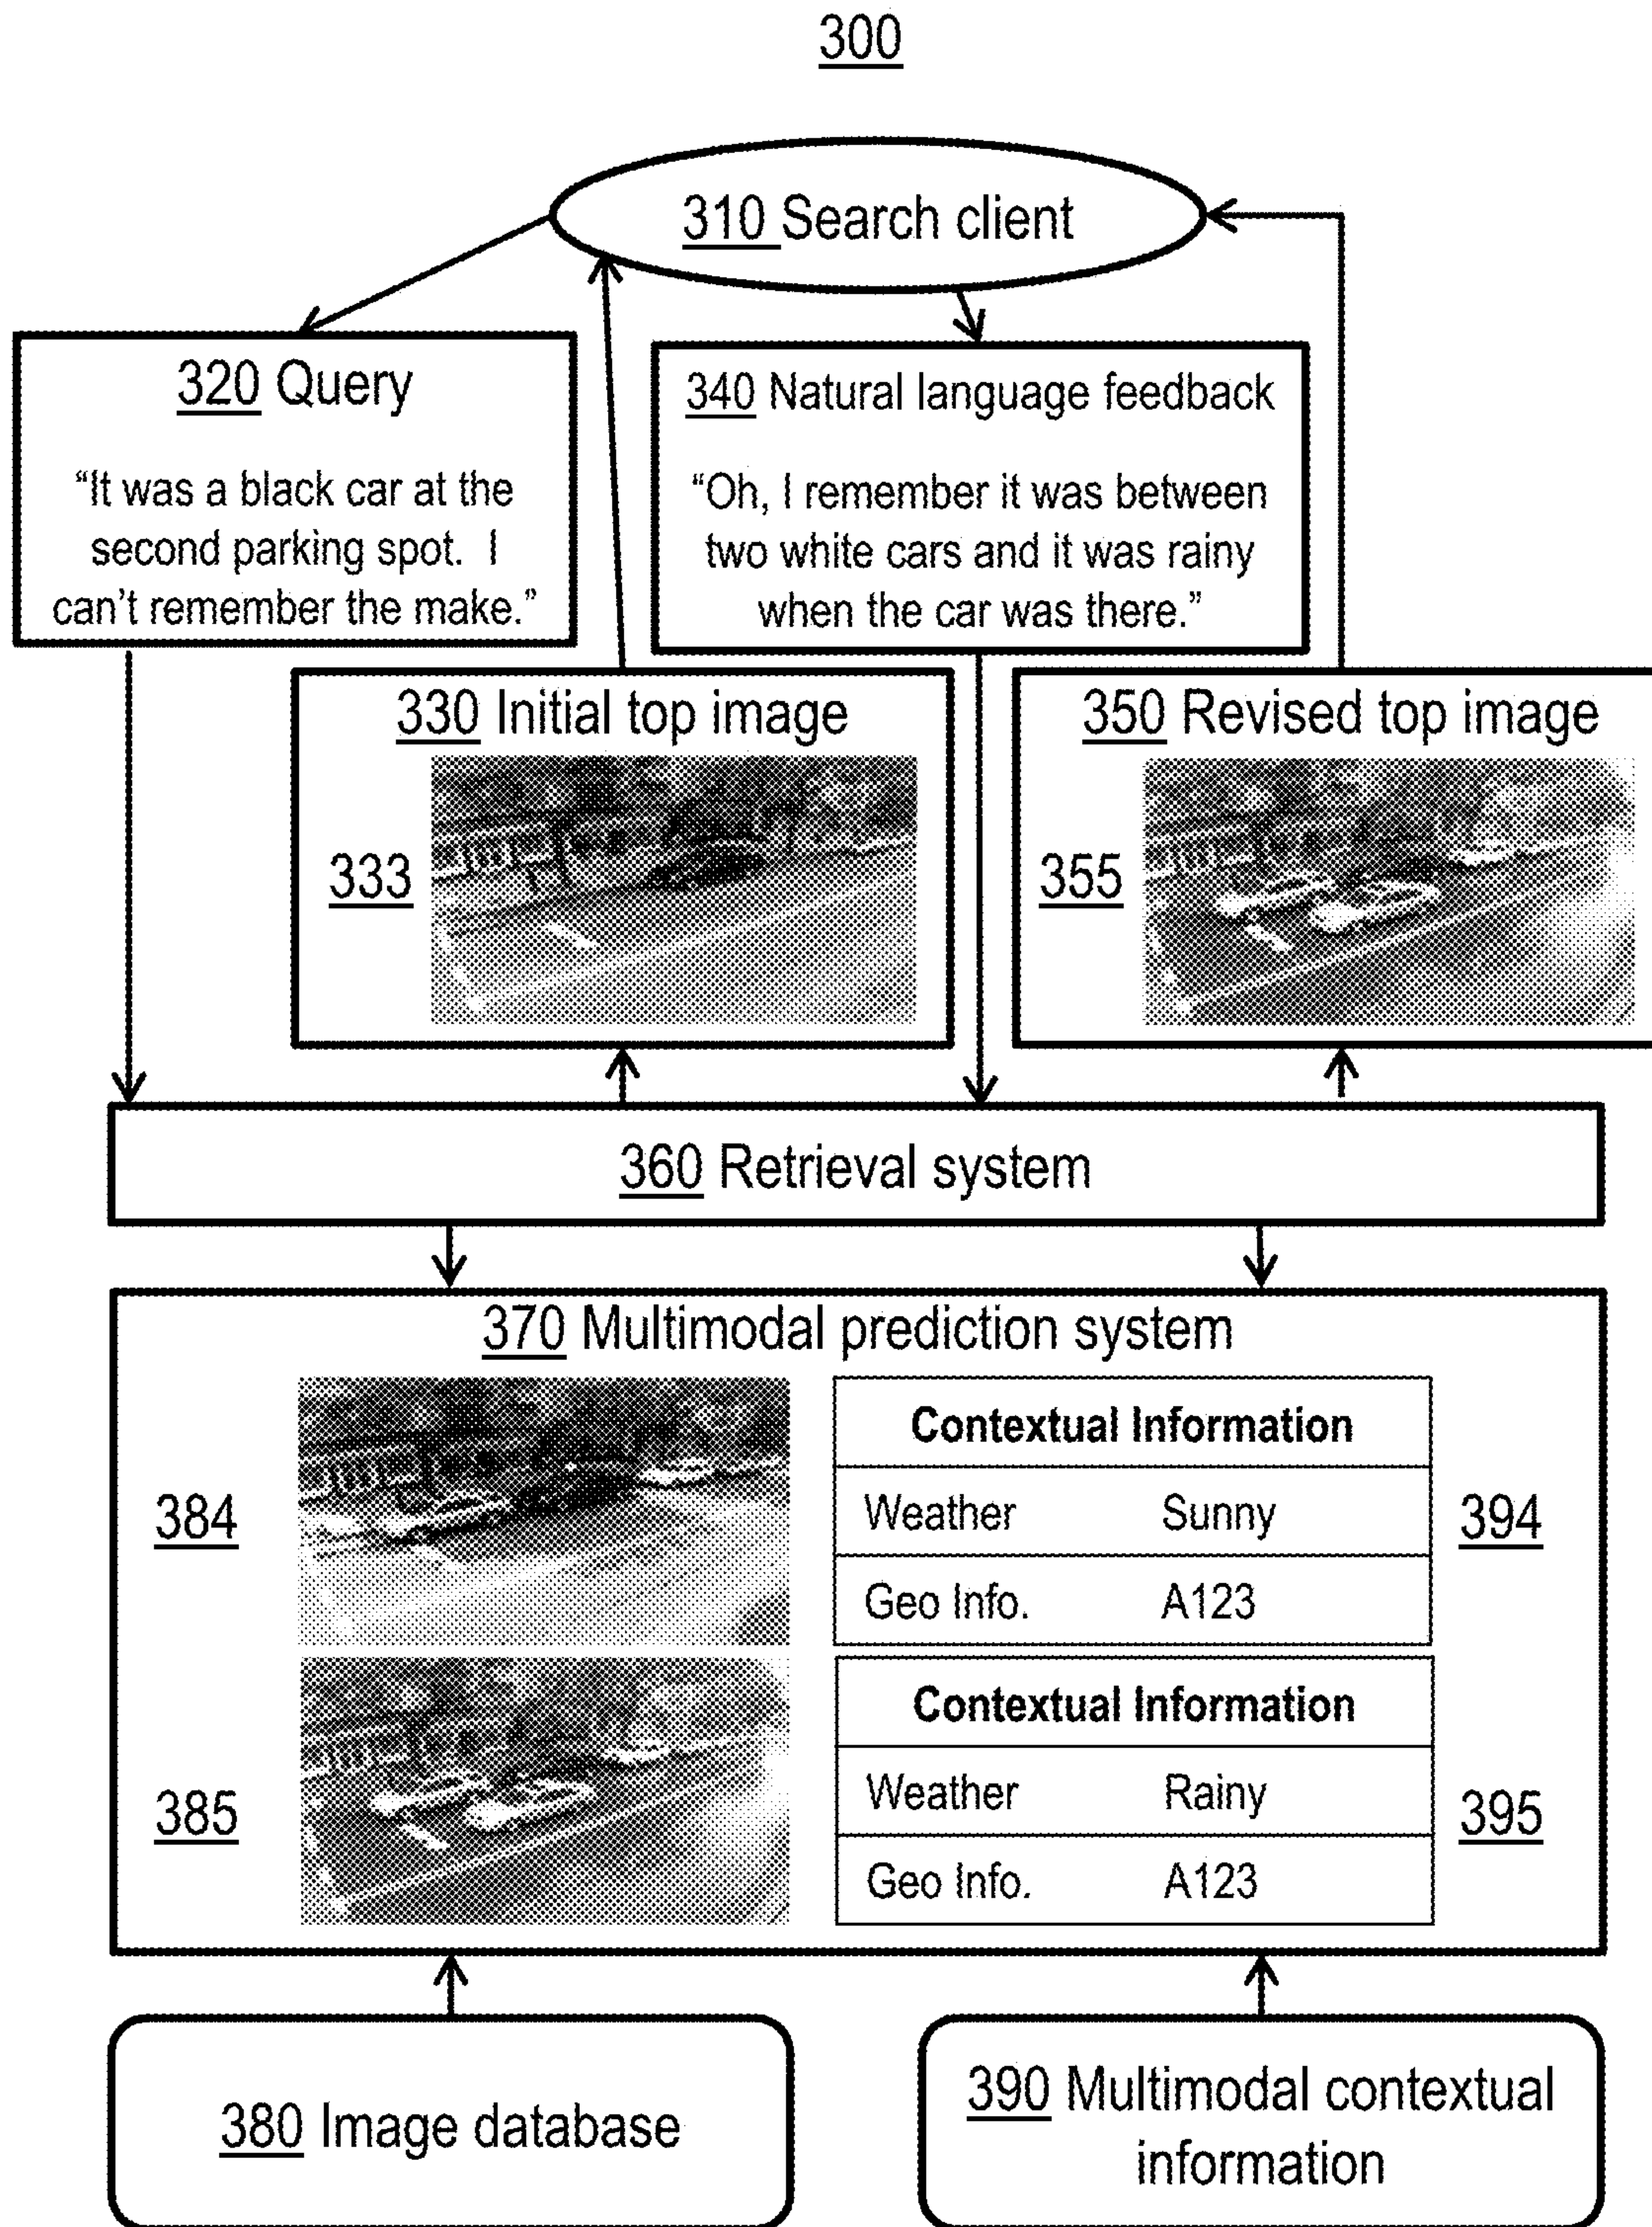 300
310 Search client
320 Query
“It was a black car at the
second parking spot. I
can’t remember the make.”
340 Natural language feedback
“Oh, I remember it was between
two white cars and it was rainy
when the car was there.”
330 Initial top image
333
350 Revised top image
355
360 Retrieval system
370 Multimodal prediction system
384
Contextual Information
Weather Sunny
Geo Info. A123
394
385
Contextual Information
Weather Rainy
Geo Info. A123
395
380 Image database
390 Multimodal contextual
information